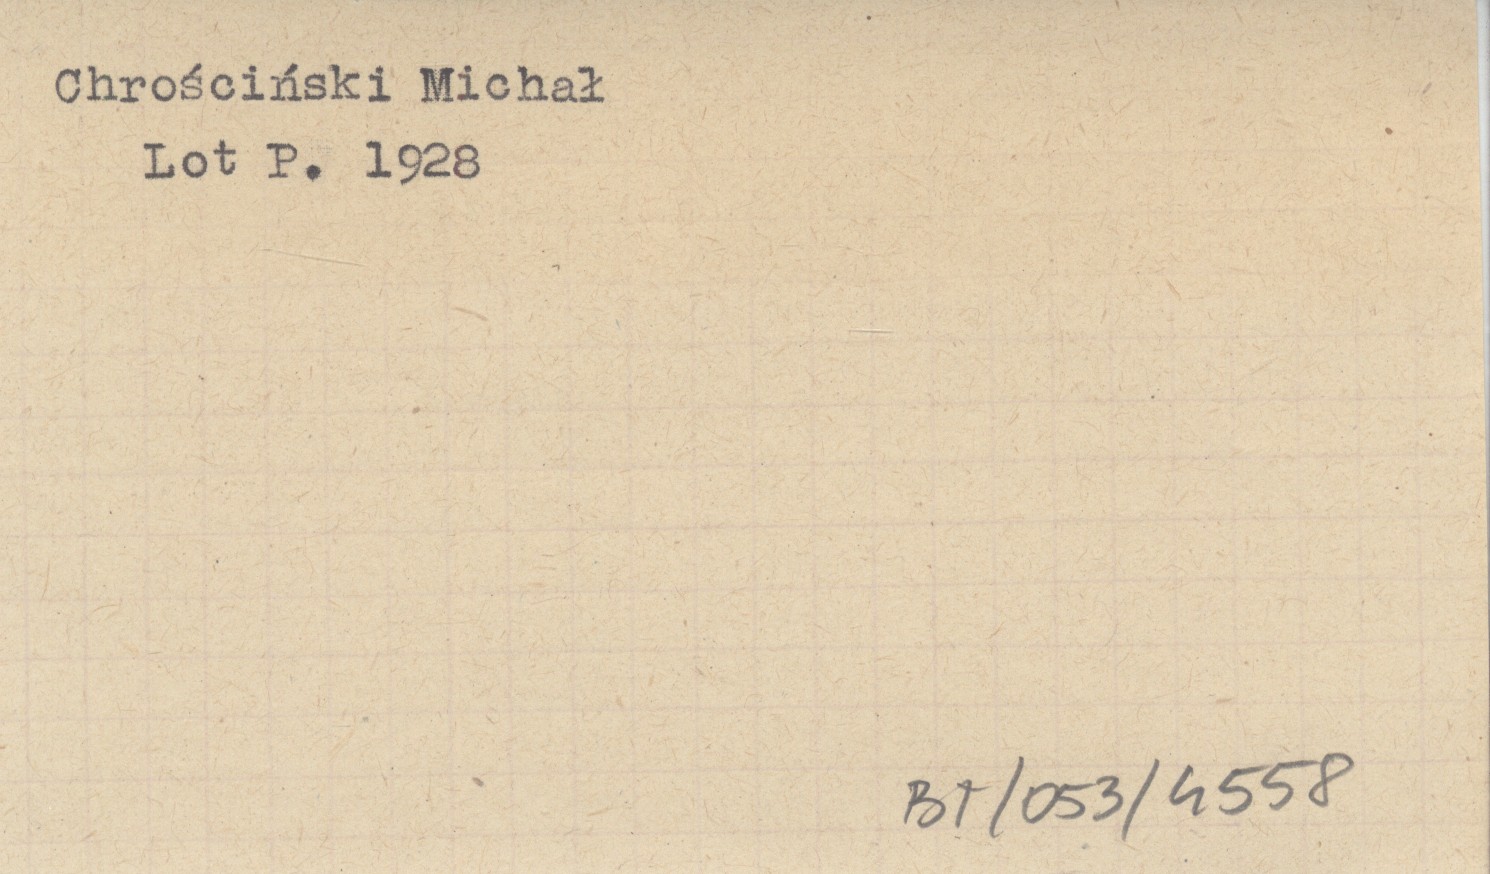 Chrościński Michał
Lot P. 1928
BT/053/4558